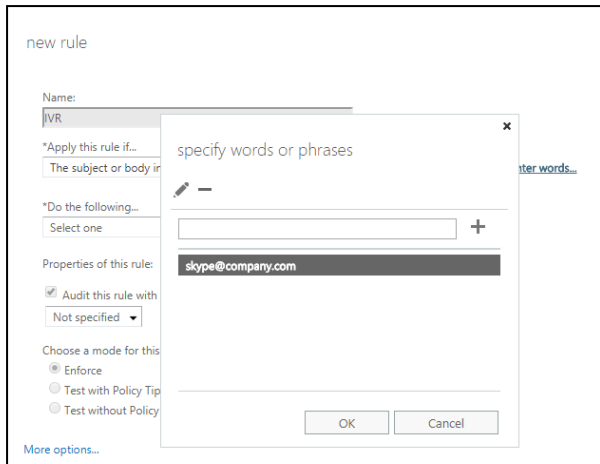 new rule
Name:
IVR
*Apply this rule if...
The subject or body in
*Do the following...
Select one
Properties of this rule:
Audit this rule with
Not specified
Choose a mode for this
Enforce
Test with Policy Tip
Test without Policy
More options...
specify words or phrases
skype@company.com
OK
Cancel
nter words...